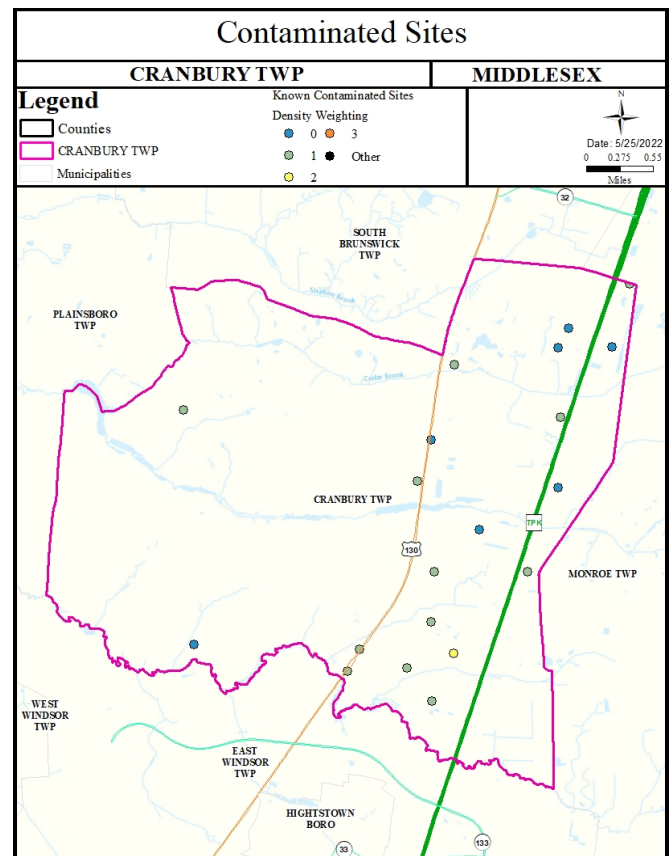 Contaminated Sites
CRANBURY TWP
MIDDLESEX
Legend
Counties
CRANBURY TWP
Municipalities
Known Contaminated Sites
Density Weighting
0 3
1 Other
2
N
Date: 5/25/2022
0 0.275 0.55
Miles
32
SOUTH
BRUNSWICK
TWP
Shallow Brook
PLAINSBORO
TWP
Cedar Brook
CRANBURY TWP
TPK
130
MONROE TWP
WEST
WINDSOR
TWP
EAST
WINDSOR
TWP
HIGHTSTOWN
BORO
33
133